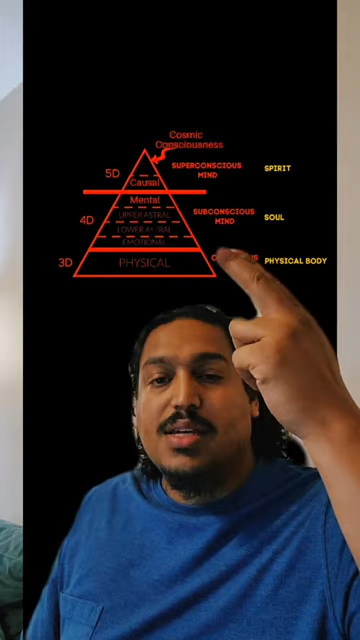 Cosmic
Consciousness
5D
SUPERCONSCIOUS
MIND
SPIRIT
Causal
Mental
4D
UPPER ASTRAL
SUBCONSCIOUS
MIND
SOUL
LOWER ASTRAL
EMOTIONAL
3D
PHYSICAL
PHYSICAL BODY